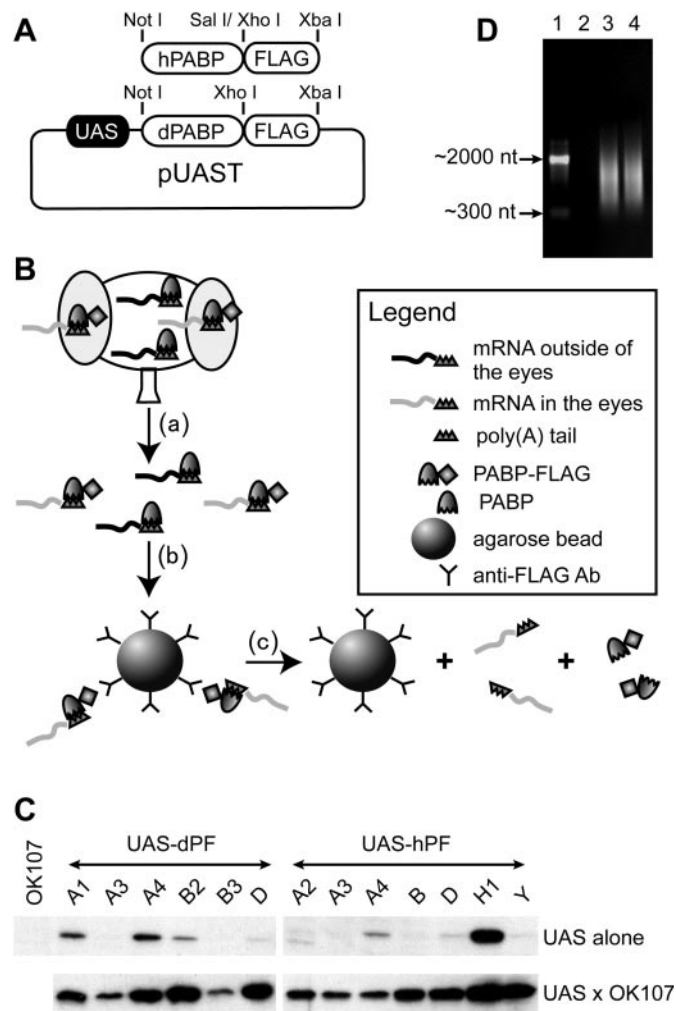 A
Not I Sal I/ Xho I Xba I
hPABP FLAG
Not I Xho I Xba I
UAS dPABP FLAG
pUAST
D
1 2 3 4
~2000 nt
~300 nt
B
(a)
(b)
(c)
+ +
Legend
mRNA outside of
the eyes
mRNA in the eyes
poly(A) tail
PABP-FLAG
PABP
agarose bead
anti-FLAG Ab
C
UAS-dPF UAS-hPF
OK107 A1 A3 A4 B2 B3 D A2 A3 A4 B D H1 Y
UAS alone
UAS x OK107